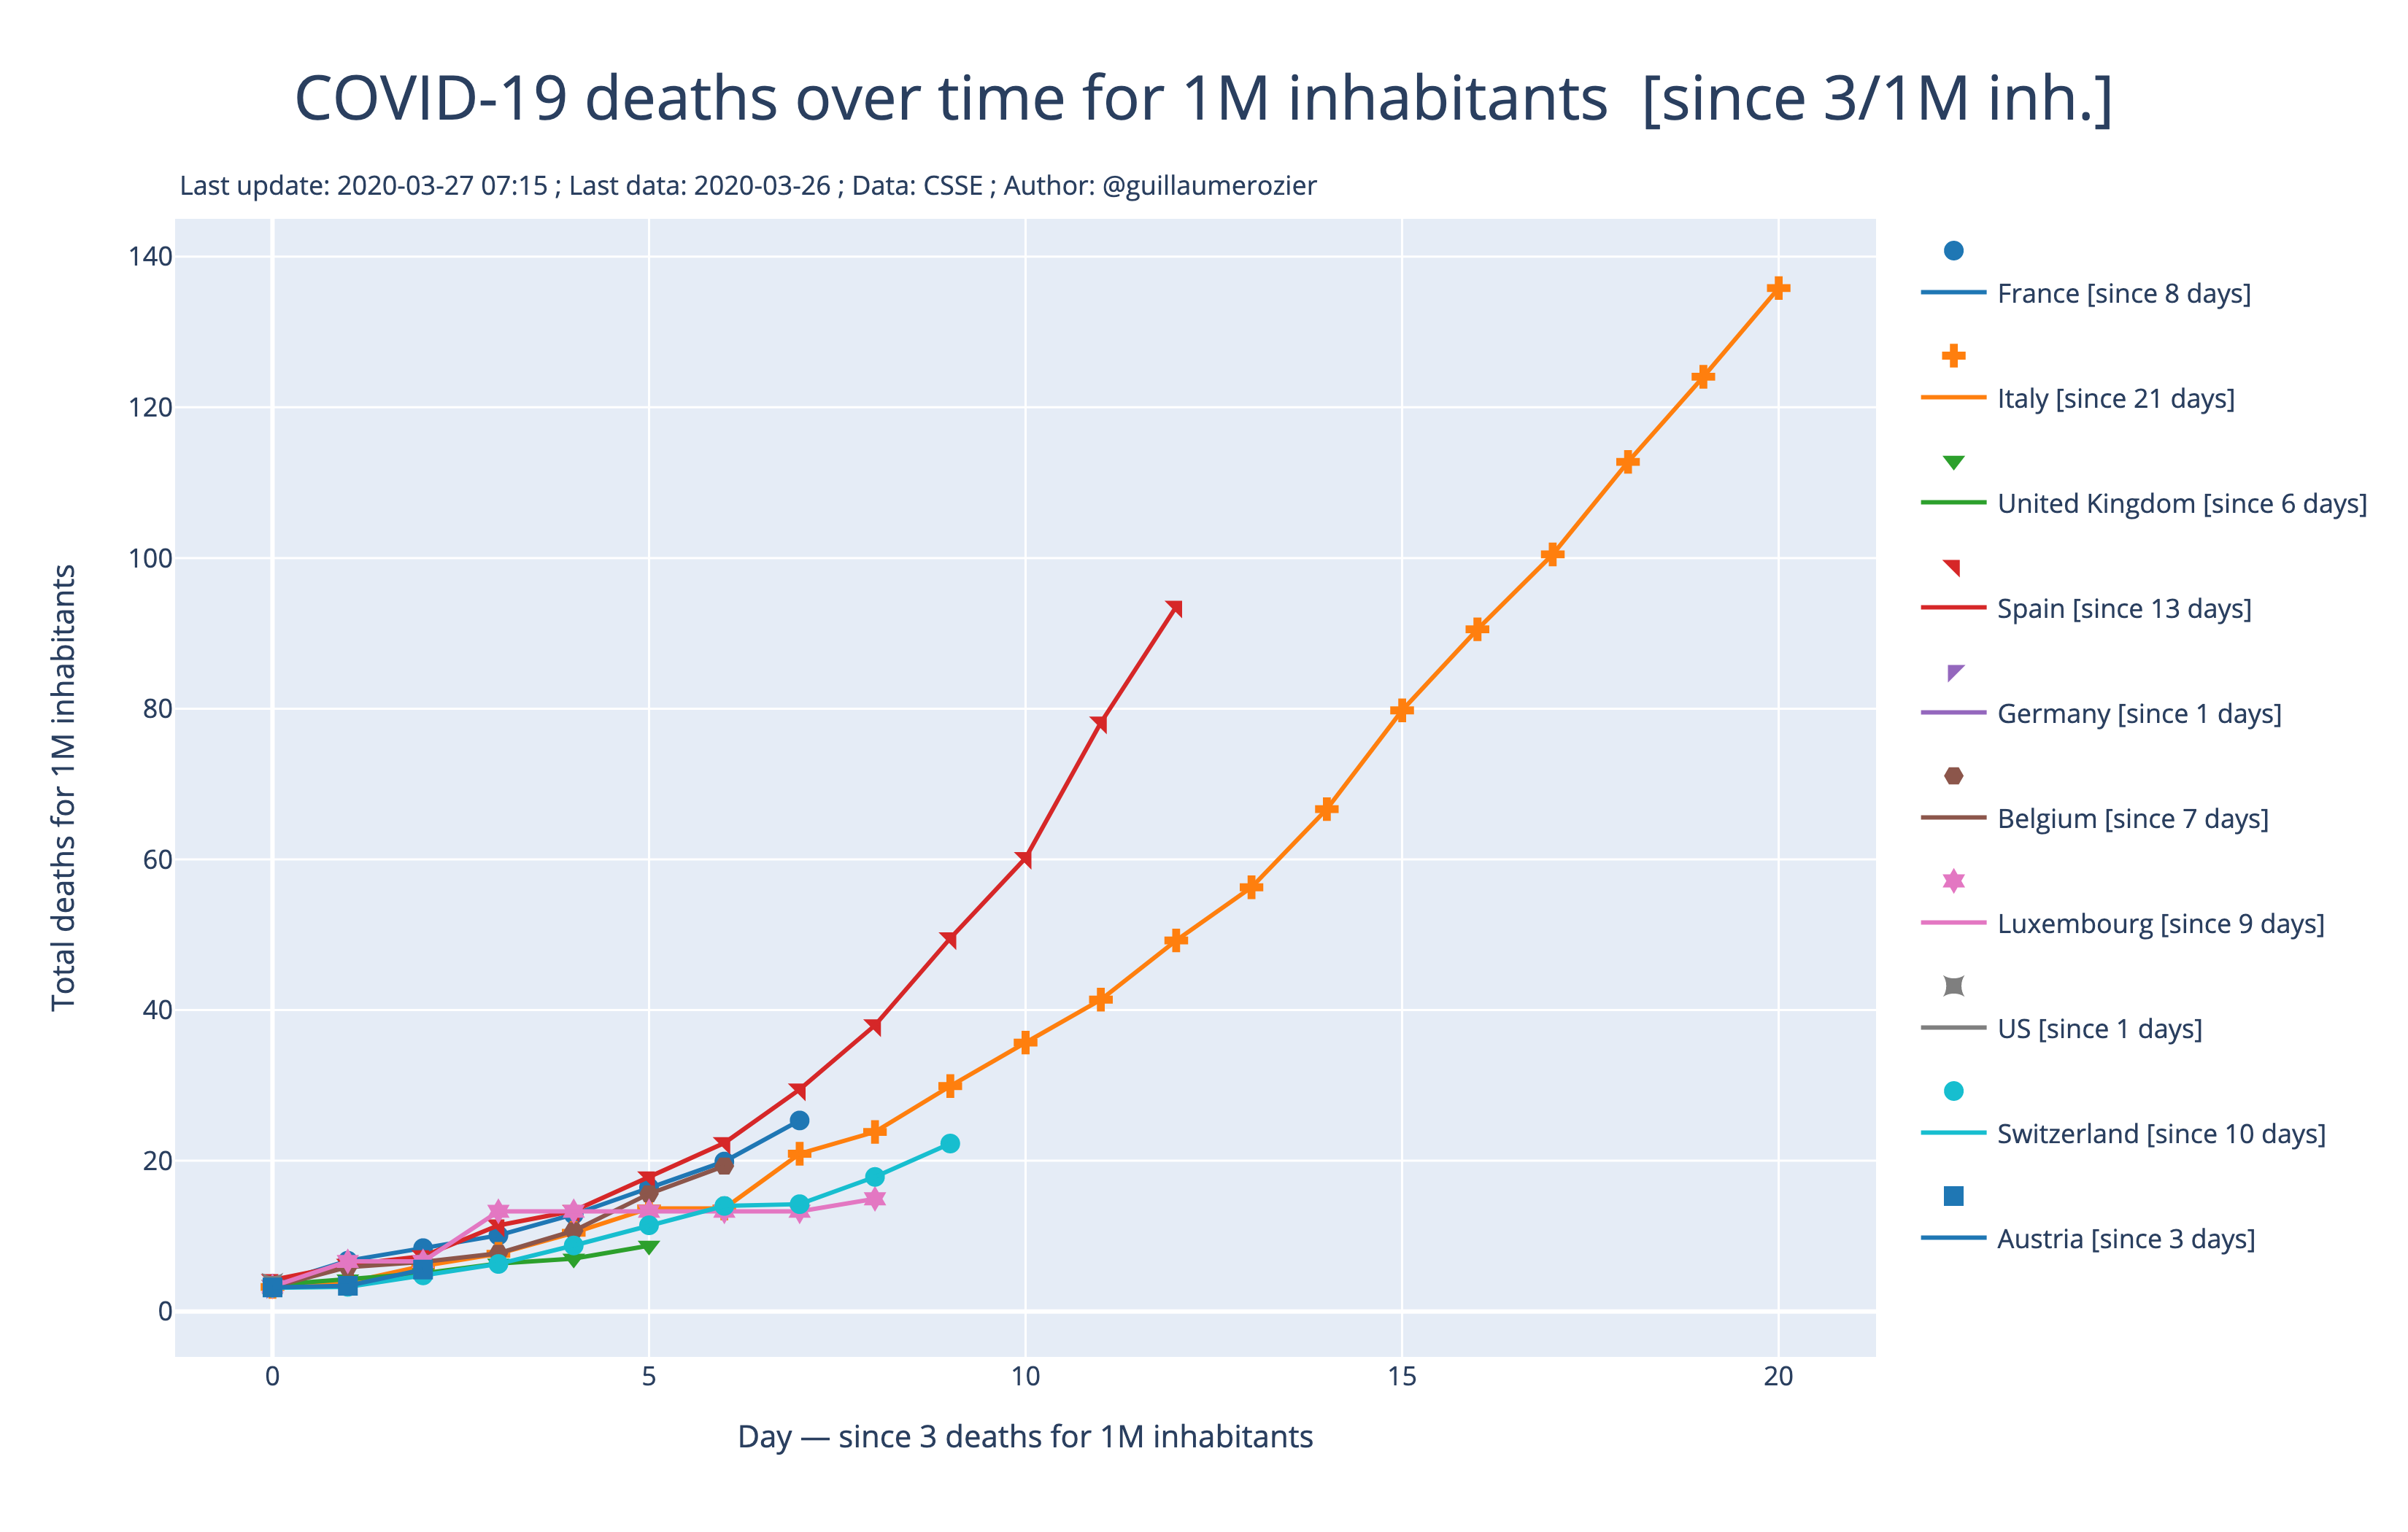 COVID-19 deaths over time for 1M inhabitants [since 3/1M inh.]
Last update: 2020-03-27 07:15 ; Last data: 2020-03-26 ; Data: CSSE ; Author: @guillaumerozier
Total deaths for 1M inhabitants
140
120
100
80
60
40
20
0
0
5
10
15
20
Day — since 3 deaths for 1M inhabitants
France [since 8 days]
Italy [since 21 days]
United Kingdom [since 6 days]
Spain [since 13 days]
Germany [since 1 days]
Belgium [since 7 days]
Luxembourg [since 9 days]
US [since 1 days]
Switzerland [since 10 days]
Austria [since 3 days]